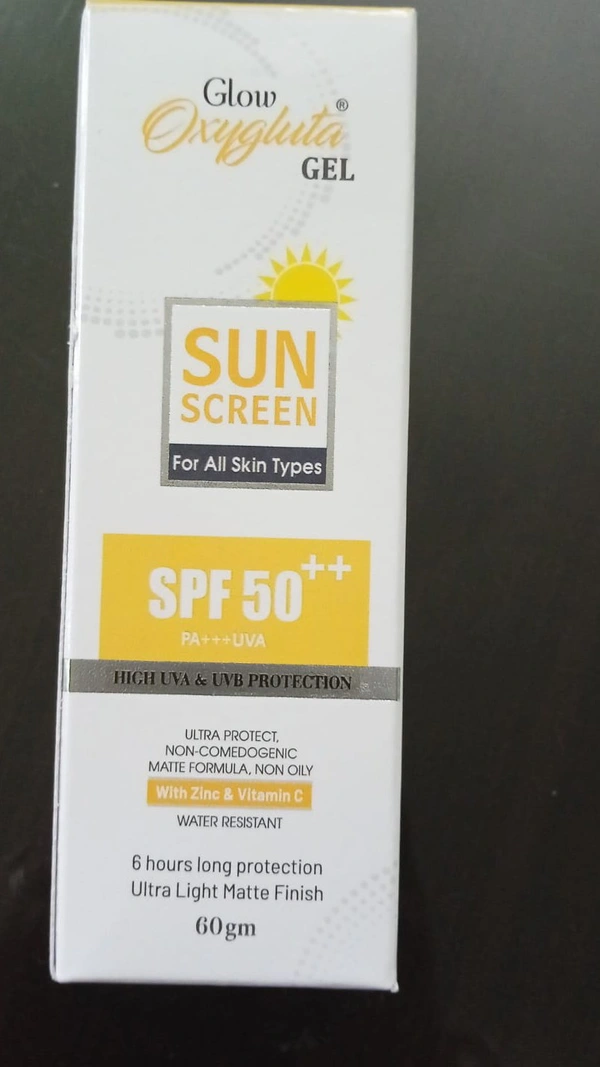 Glow
Oxygluta®
GEL
SUN
SCREEN
For All Skin Types
SPF 50++
PA+++UVA
HIGH UVA & UVB PROTECTION
ULTRA PROTECT,
NON-COMEDOGENIC
MATTE FORMULA, NON OILY
With Zinc & Vitamin C
WATER RESISTANT
6 hours long protection
Ultra Light Matte Finish
60gm